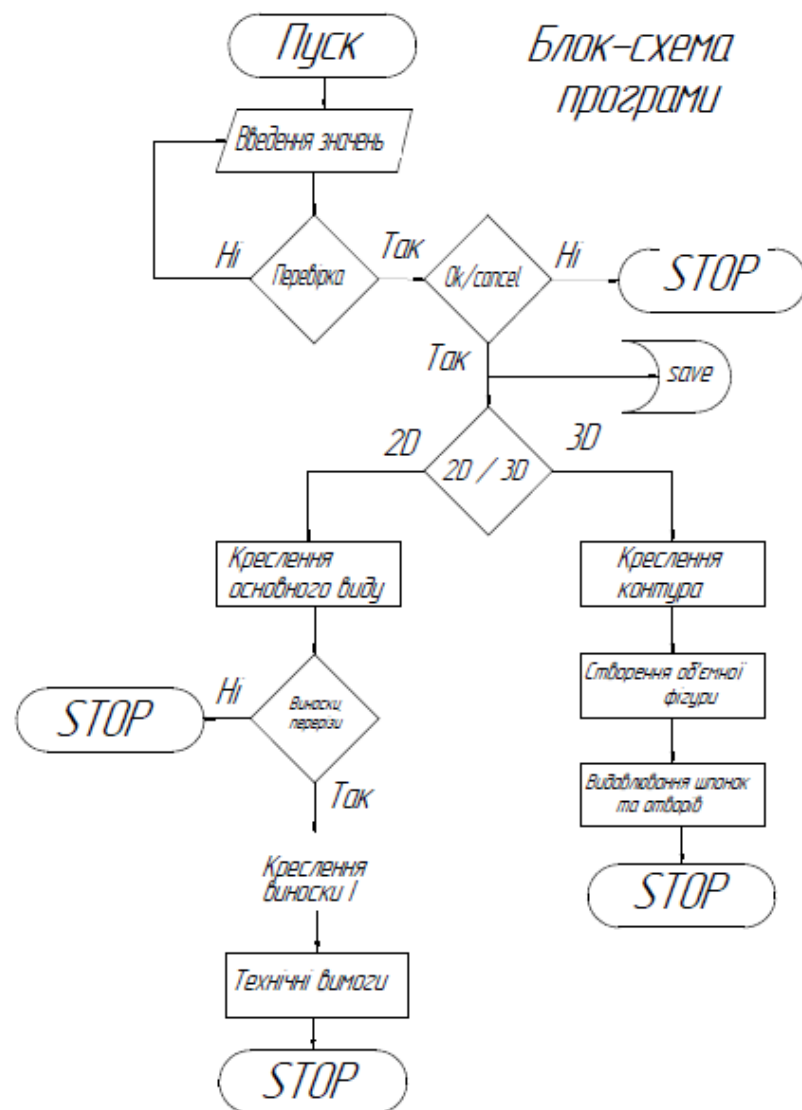 Пуск
Блок-схема
програми
Введення значень
Ні
Перевірка
Так
Ok/cancel
Ні
STOP
Так
save
2D
2D / 3D
3D
Креслення
основного виду
Креслення
контура
STOP
Ні
Виноски,
перерізи
Так
Створення об'ємної
фігури
Видавлювання шпонок
та отварів
STOP
Креслення
виноски I
Технічні вимоги
STOP